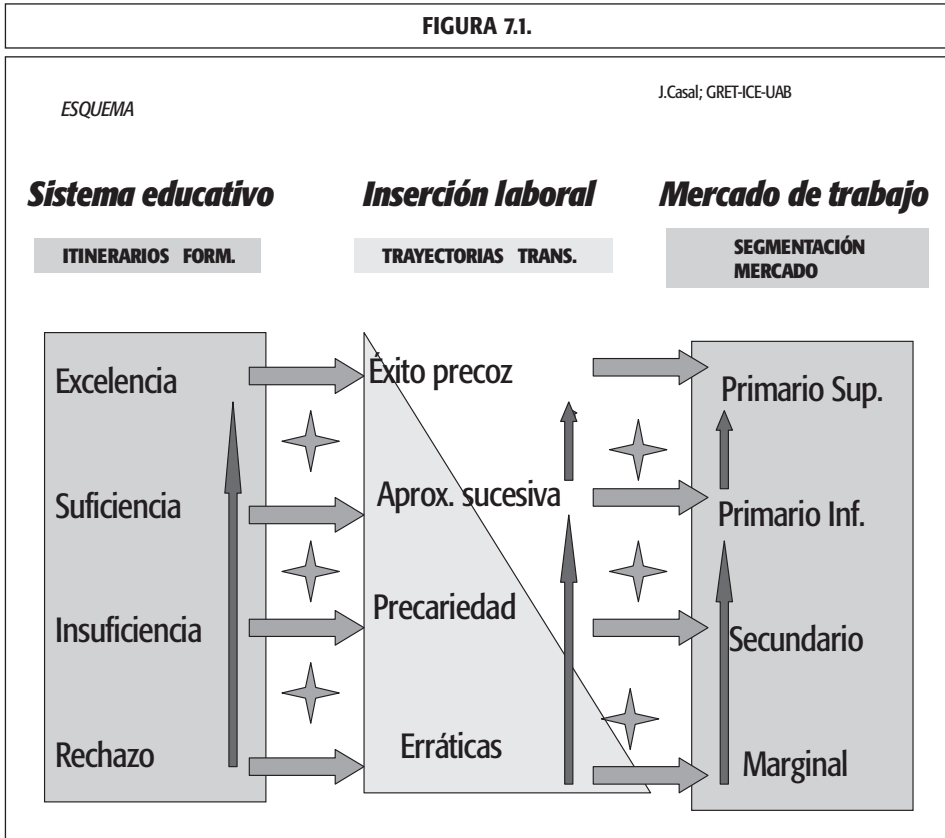 FIGURA 7.1.
ESQUEMA
J.Casal; GRET-ICE-UAB
Sistema educativo
Inserción laboral
Mercado de trabajo
ITINERARIOS FORM.
TRAYECTORIAS TRANS.
SEGMENTACIÓN
MERCADO
Excelencia
Éxito precoz
Primario Sup.
Suficiencia
Aprox. sucesiva
Primario Inf.
Insuficiencia
Precariedad
Secundario
Rechazo
Erráticas
Marginal